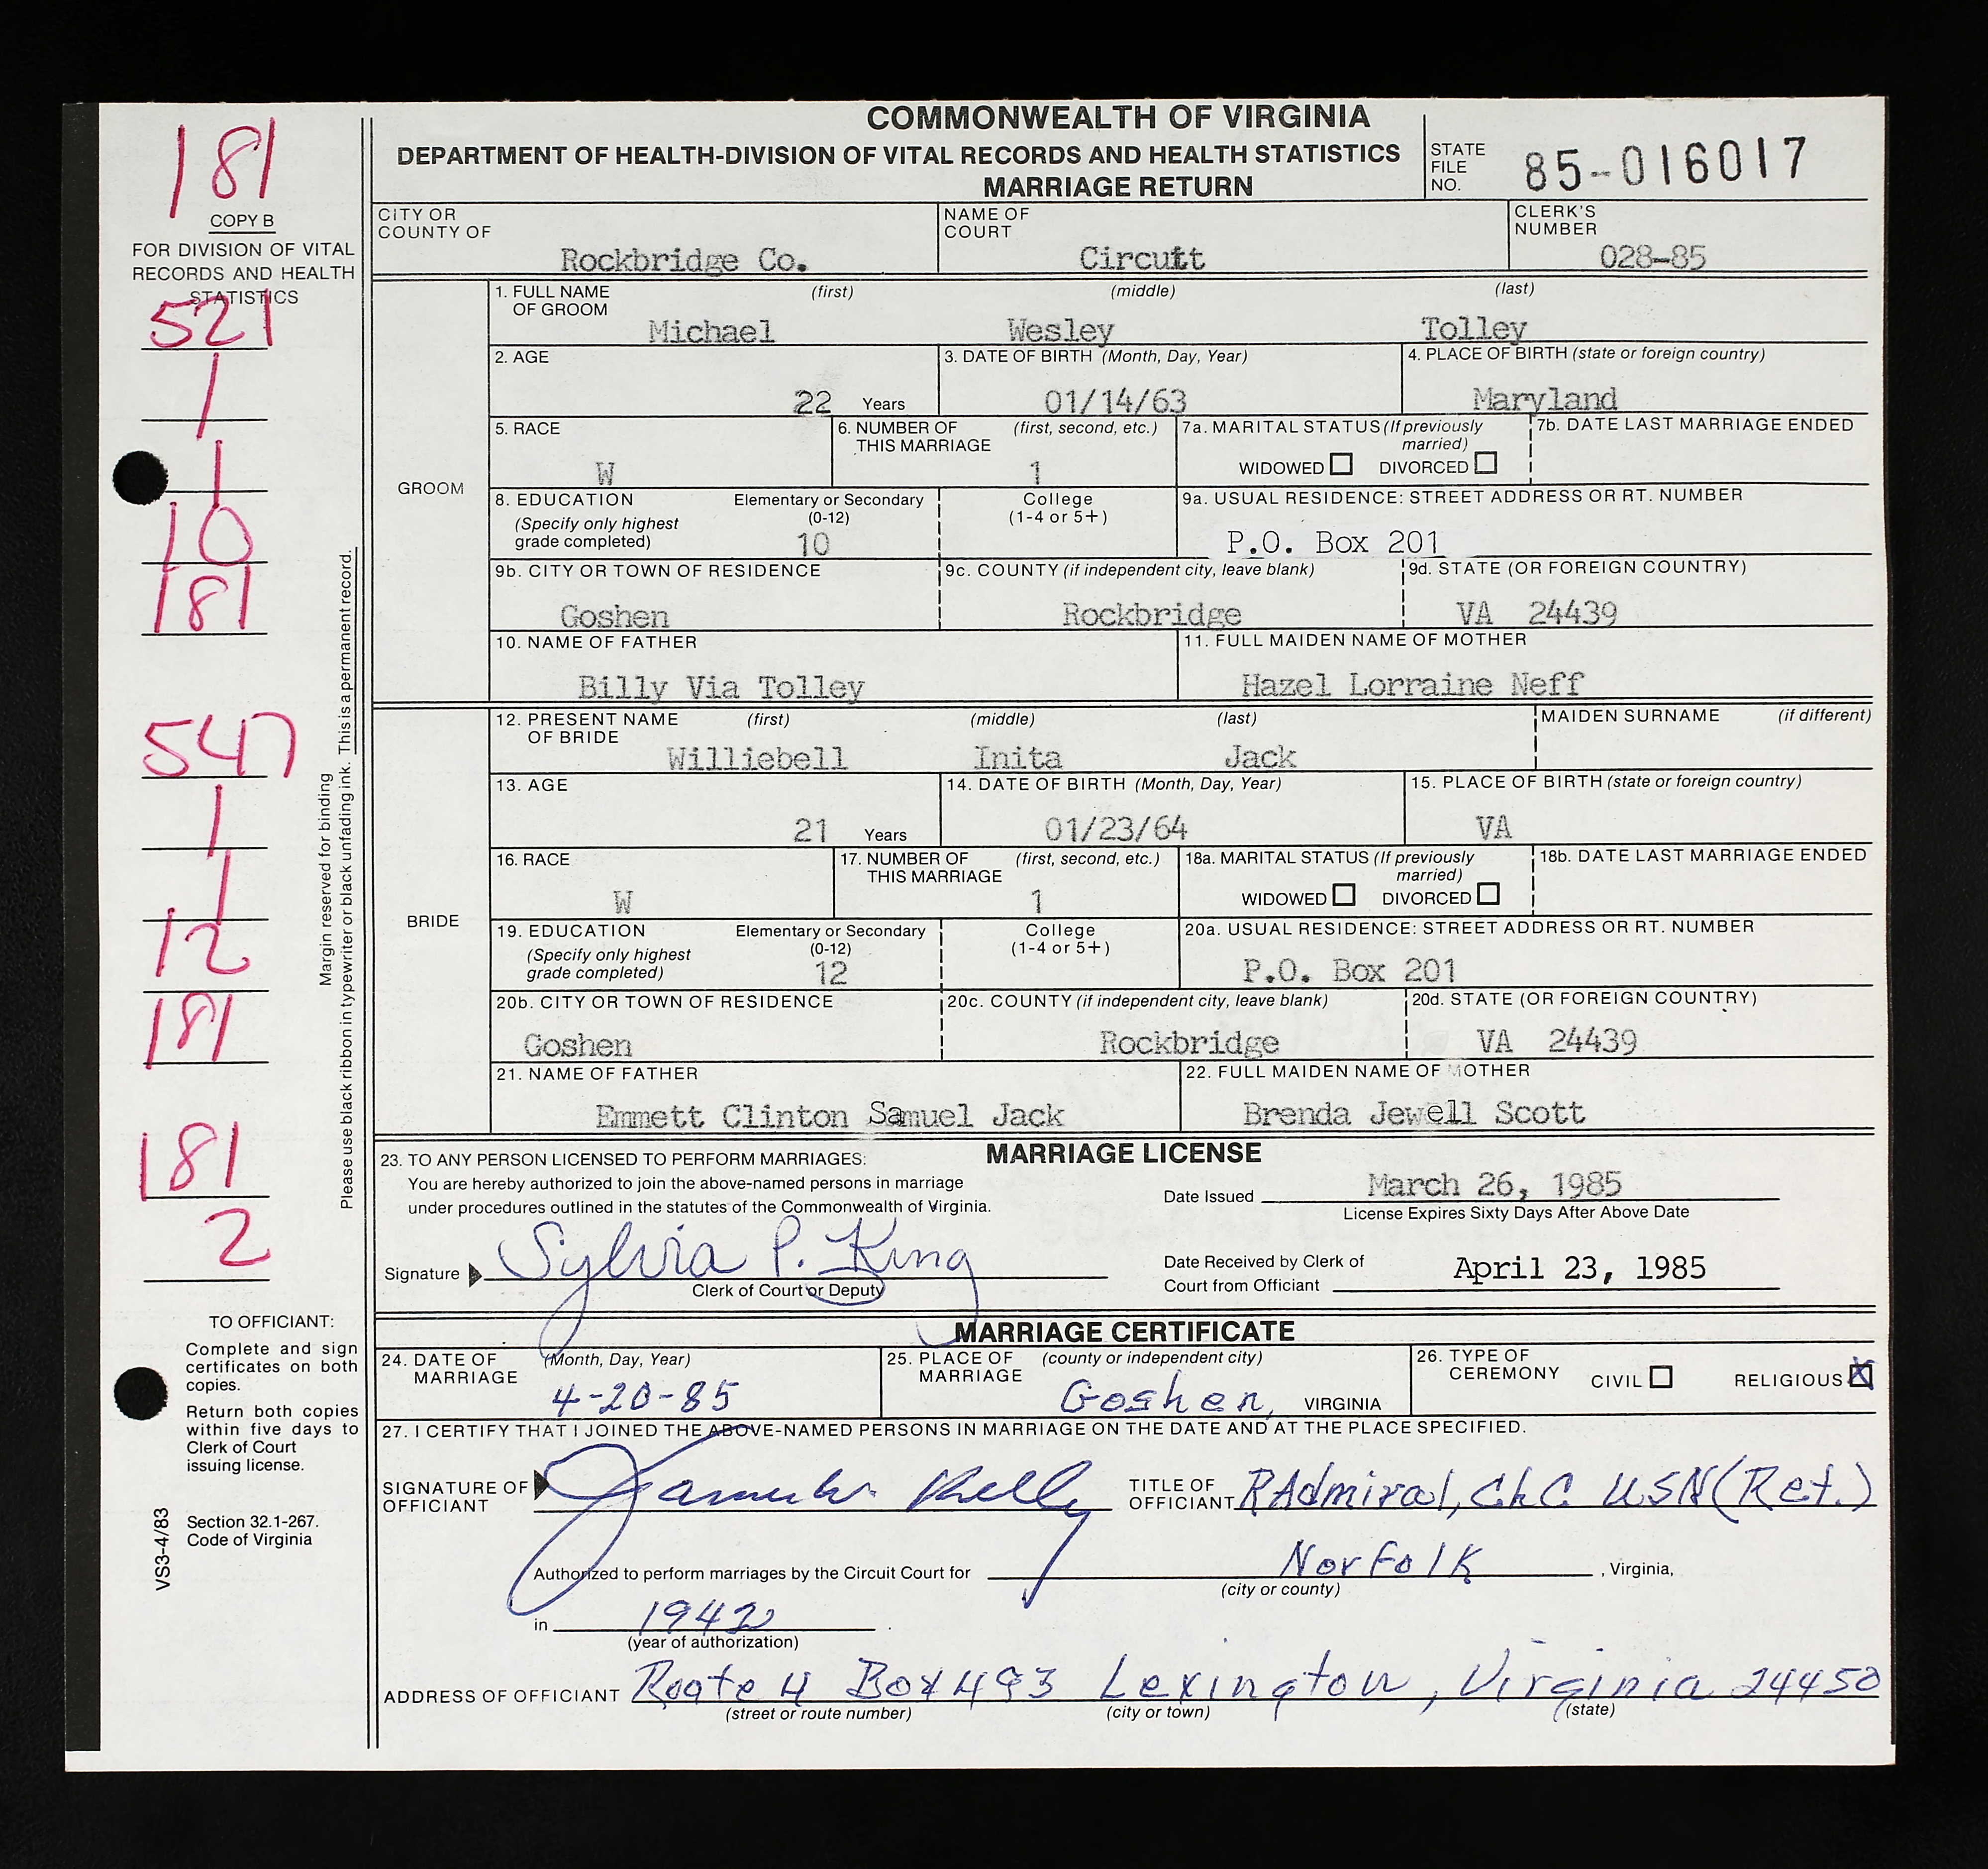 COMMONWEALTH OF VIRGINIA
DEPARTMENT OF HEALTH-DIVISION OF VITAL RECORDS AND HEALTH STATISTICS
MARRIAGE RETURN
STATE FILE NO. 85-016017
181
COPY B
FOR DIVISION OF VITAL
RECORDS AND HEALTH
STATISTICS
521
1
1
10
181
547
1
1
12
181
181
2
Margin reserved for binding
Please use black ribbon in typewriter or black unfading ink. This is a permanent record.
TO OFFICIANT:
Complete and sign
certificates on both
copies.
Return both copies
within five days to
Clerk of Court
issuing license.
Section 32.1-267.
Code of Virginia
VS3-4/83
CITY OR COUNTY OF Rockbridge Co.
NAME OF COURT Circuit
CLERK'S NUMBER 028-85
GROOM
1. FULL NAME OF GROOM (first) (middle) (last)
Michael Wesley Tolley
2. AGE 22 Years
3. DATE OF BIRTH (Month, Day, Year) 01/14/63
4. PLACE OF BIRTH (state or foreign country) Maryland
5. RACE W
6. NUMBER OF THIS MARRIAGE (first, second, etc.) 1
7a. MARITAL STATUS (If previously married) WIDOWED DIVORCED
7b. DATE LAST MARRIAGE ENDED
8. EDUCATION (Specify only highest grade completed) Elementary or Secondary (0-12) 10 College (1-4 or 5+)
9a. USUAL RESIDENCE: STREET ADDRESS OR RT. NUMBER P.O. Box 201
9b. CITY OR TOWN OF RESIDENCE Goshen
9c. COUNTY (if independent city, leave blank) Rockbridge
9d. STATE (OR FOREIGN COUNTRY) VA 24439
10. NAME OF FATHER Billy Via Tolley
11. FULL MAIDEN NAME OF MOTHER Hazel Lorraine Neff
BRIDE
12. PRESENT NAME OF BRIDE (first) (middle) (last) MAIDEN SURNAME (if different)
Williebell Inita Jack
13. AGE 21 Years
14. DATE OF BIRTH (Month, Day, Year) 01/23/64
15. PLACE OF BIRTH (state or foreign country) VA
16. RACE W
17. NUMBER OF THIS MARRIAGE (first, second, etc.) 1
18a. MARITAL STATUS (If previously married) WIDOWED DIVORCED
18b. DATE LAST MARRIAGE ENDED
19. EDUCATION (Specify only highest grade completed) Elementary or Secondary (0-12) 12 College (1-4 or 5+)
20a. USUAL RESIDENCE: STREET ADDRESS OR RT. NUMBER P.O. Box 201
20b. CITY OR TOWN OF RESIDENCE Goshen
20c. COUNTY (if independent city, leave blank) Rockbridge
20d. STATE (OR FOREIGN COUNTRY) VA 24439
21. NAME OF FATHER Emmett Clinton Samuel Jack
22. FULL MAIDEN NAME OF MOTHER Brenda Jewell Scott
MARRIAGE LICENSE
23. TO ANY PERSON LICENSED TO PERFORM MARRIAGES:
You are hereby authorized to join the above-named persons in marriage
under procedures outlined in the statutes of the Commonwealth of Virginia.
Date Issued March 26, 1985
License Expires Sixty Days After Above Date
Signature Sylvia P. King
Clerk of Court or Deputy
Date Received by Clerk of Court from Officiant April 23, 1985
MARRIAGE CERTIFICATE
24. DATE OF MARRIAGE (Month, Day, Year) 4-20-85
25. PLACE OF MARRIAGE (county or independent city) Goshen, VIRGINIA
26. TYPE OF CEREMONY CIVIL RELIGIOUS X
27. I CERTIFY THAT I JOINED THE ABOVE-NAMED PERSONS IN MARRIAGE ON THE DATE AND AT THE PLACE SPECIFIED.
SIGNATURE OF OFFICIANT Kelly
TITLE OF OFFICIANT RAdmiral, ChC USN (Ret.)
Authorized to perform marriages by the Circuit Court for Norfolk, Virginia,
(city or county)
in 1942
(year of authorization)
ADDRESS OF OFFICIANT Route 4 Box 493 Lexington, Virginia 24450
(street or route number) (city or town) (state)